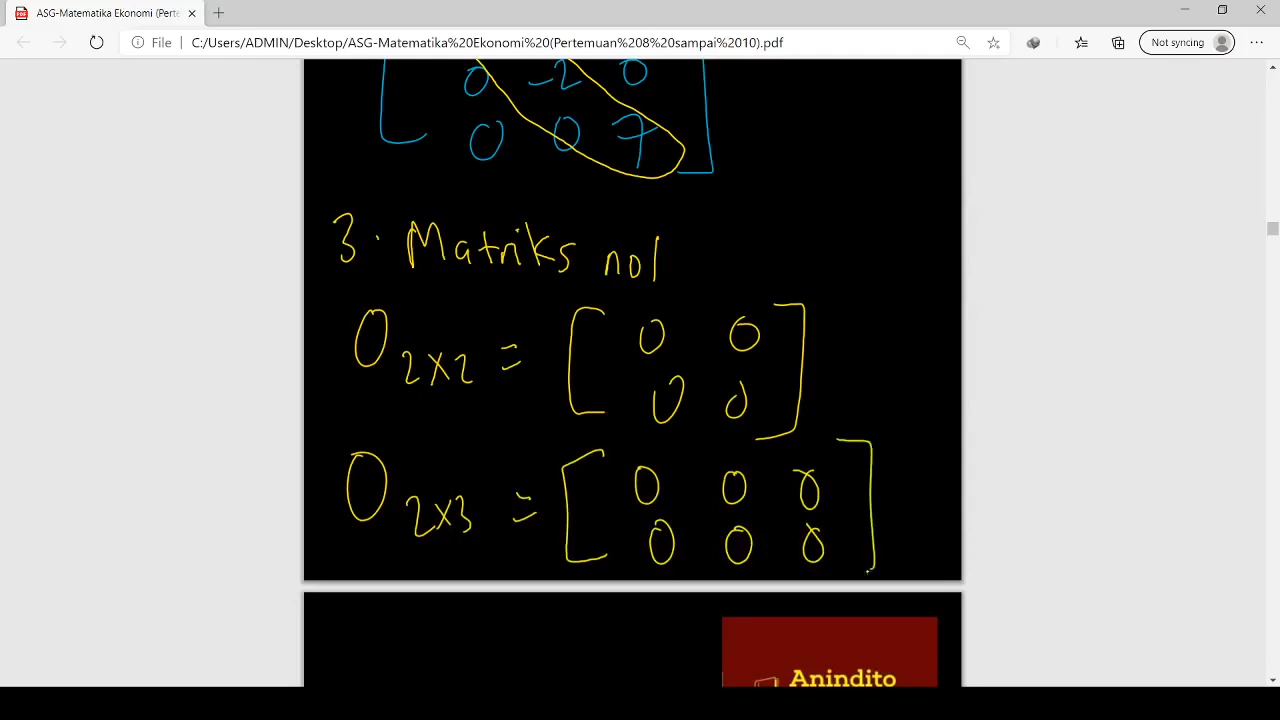 ASG-Matematika Ekonomi (Perte
File C:/Users/ADMIN/Desktop/ASG-Matematika%20Ekonomi%20(Pertemuan%208%20sampai%2010).pdf Not syncing
0 -2 0
0 0 7
3. Matriks nol
O 2x2 = [ 0 0
0 0 ]
O 2x3 = [ 0 0 0
0 0 0 ]
Anindito